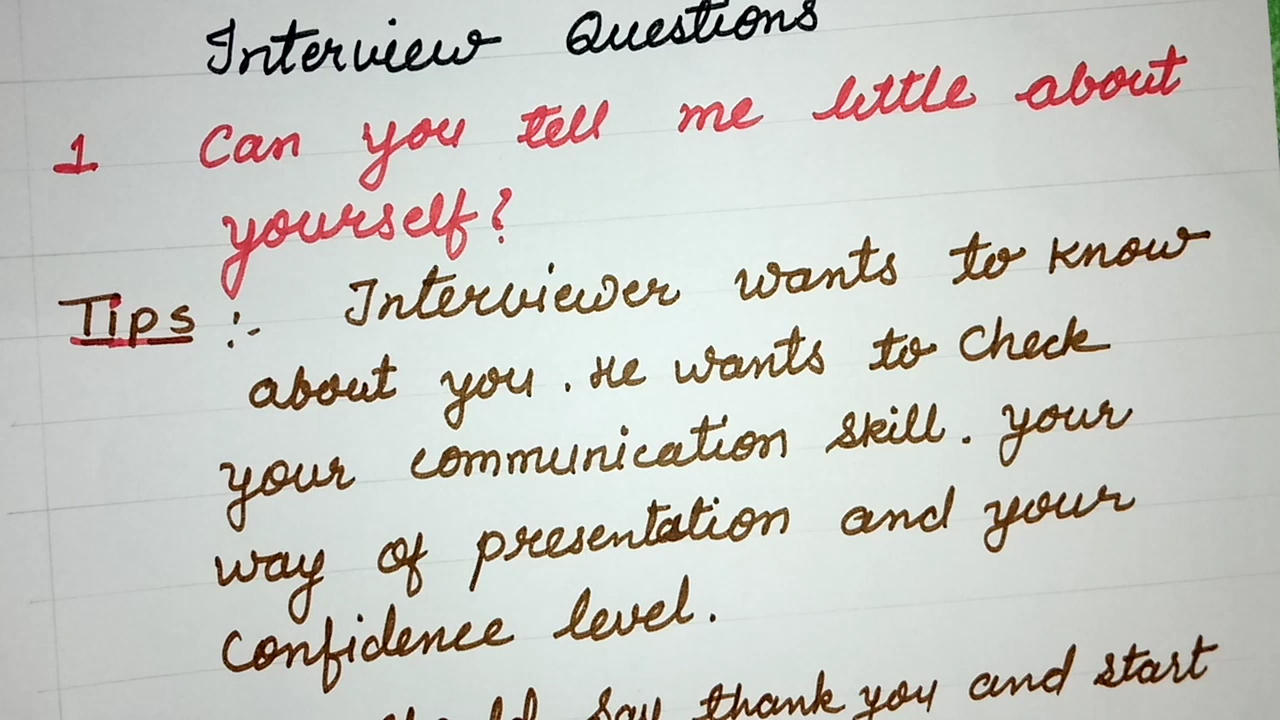 Interview Questions
1 Can you tell me little about
yourself?
Tips :- Interviewer wants to know
about you. He wants to Check
your communication skill. your
way of presentation and your
Confidence level.
should say thank you and start